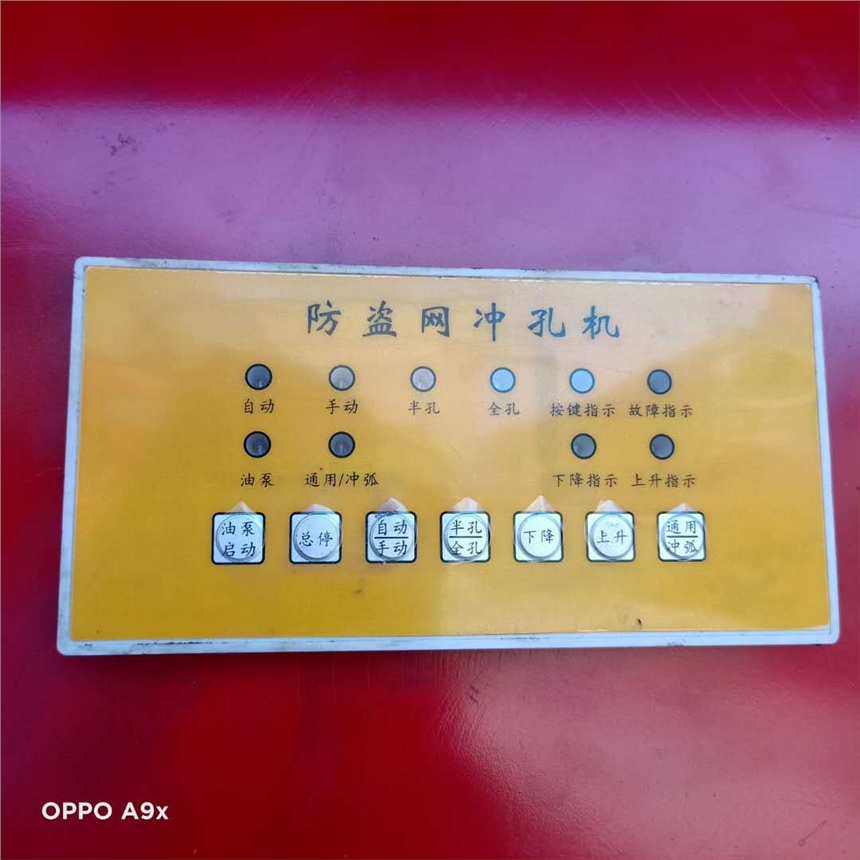 防盗网冲孔机
自动 手动 半孔 全孔 按键指示 故障指示
油泵 通用/冲弧 下降指示 上升指示
油泵 自动 半孔 通用
总停 下降 上升
启动 手动 全孔 冲弧
OPPO A9x